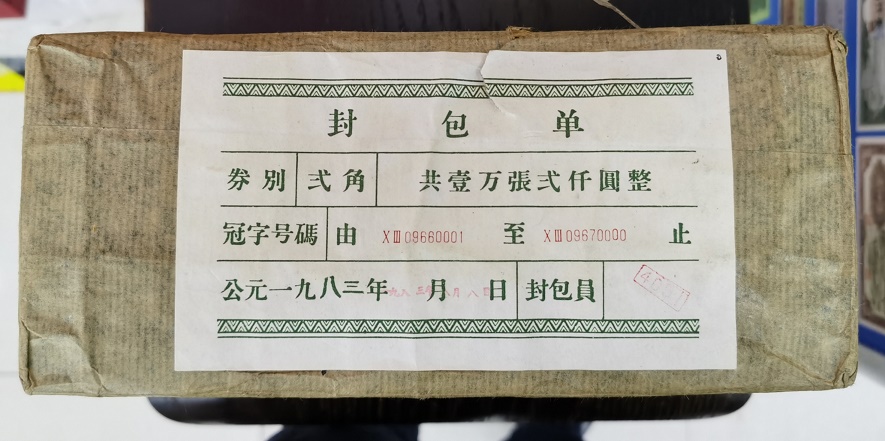 封包单
券别 弍角 共壹万張弍仟圓整
冠字号碼 由 XⅢ09660001 至 XⅢ09670000 止
公元一九八三年 月 日 封包員